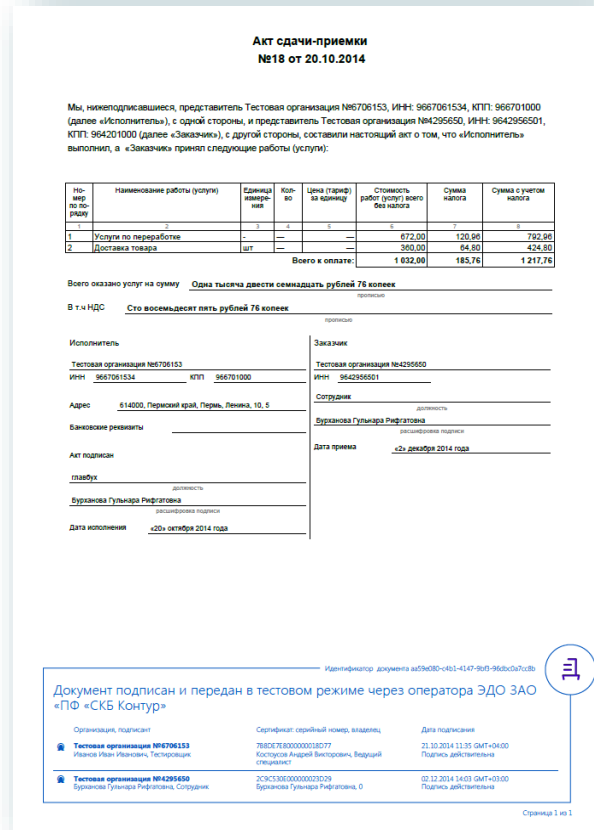 Акт сдачи-приемки
№18 от 20.10.2014
Мы, нижеподписавшиеся, представитель Тестовая организация №6706153, ИНН: 9667061534, КПП: 966701000
(далее «Исполнитель»), с одной стороны, и представитель Тестовая организация №4295650, ИНН: 9642956501,
КПП: 964201000 (далее «Заказчик»), с другой стороны, составили настоящий акт о том, что «Исполнитель»
выполнил, а «Заказчик» принял следующие работы (услуги):
Но-мер по по-рядку Наименование работы (услуги) Единица измере-ния Кол-во Цена (тариф) за единицу Стоимость работ (услуг) всего без налога Сумма налога Сумма с учетом налога
1 2 3 4 5 6 7 8
1 Услуги по переработке - — — 672,00 120,96 792,96
2 Доставка товара шт — — 360,00 64,80 424,80
Всего к оплате: 1 032,00 185,76 1 217,76
Всего оказано услуг на сумму Одна тысяча двести семнадцать рублей 76 копеек
прописью
В т.ч НДС Сто восемьдесят пять рублей 76 копеек
прописью
Исполнитель
Тестовая организация №6706153
ИНН 9667061534 КПП 966701000
Адрес 614000, Пермский край, Пермь, Ленина, 10, 5
Банковские реквизиты
Акт подписан
главбух
должность
Бурханова Гульнара Рифгатовна
расшифровка подписи
Дата исполнения «20» октября 2014 года
Заказчик
Тестовая организация №4295650
ИНН 9642956501
Сотрудник
должность
Бурханова Гульнара Рифгатовна
расшифровка подписи
Дата приема «2» декабря 2014 года
Идентификатор документа aa59e080-c4b1-4147-9bf3-96dbc0a7cc8b
Документ подписан и передан в тестовом режиме через оператора ЭДО ЗАО
«ПФ «СКБ Контур»
Организация, подписант Сертификат: серийный номер, владелец Дата подписания
Тестовая организация №6706153 7B8DE7E8000000018D77 21.10.2014 11:35 GMT+04:00
Иванов Иван Иванович, Тестировщик Костоусов Андрей Викторович, Ведущий Подпись действительна
специалист
Тестовая организация №4295650 2C9C530E000000023D29 02.12.2014 14:03 GMT+03:00
Бурханова Гульнара Рифгатовна, Сотрудник Бурханова Гульнара Рифгатовна, 0 Подпись действительна
Страница 1 из 1